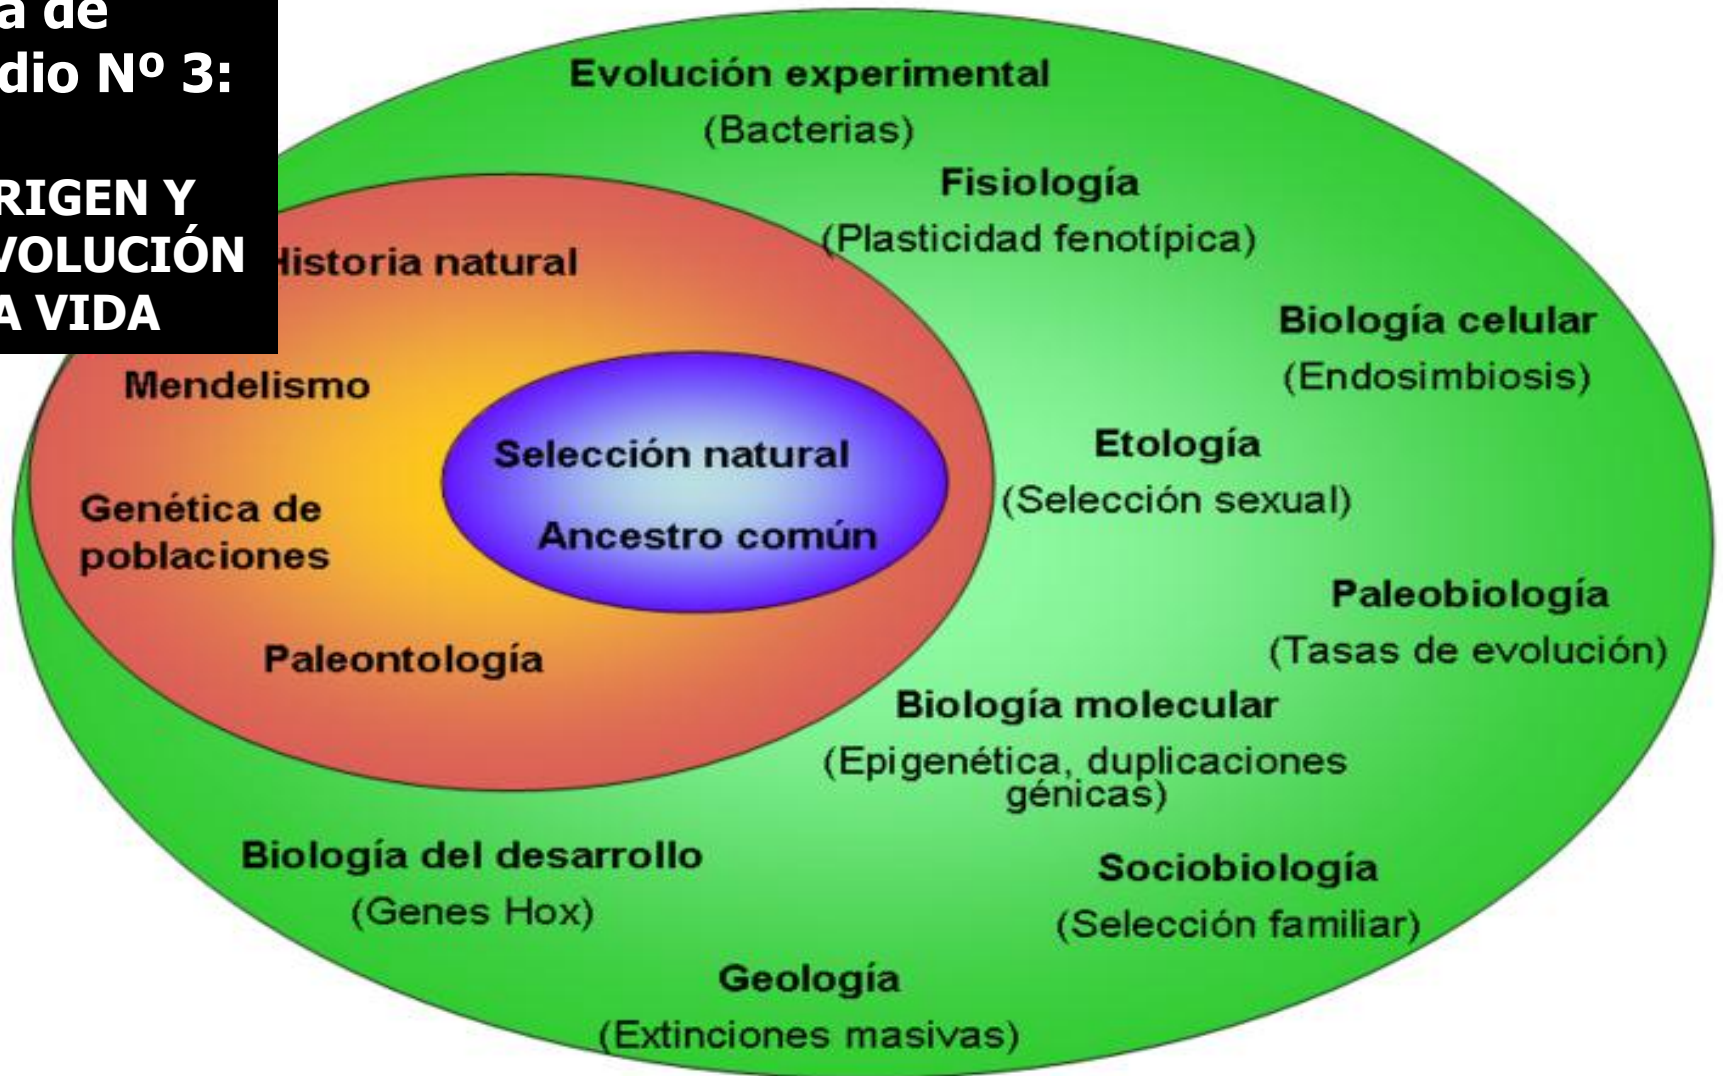 a de
dio Nº 3:
RIGEN Y
VOLUCIÓN
A VIDA
Evolución experimental
(Bacterias)
Fisiología
(Plasticidad fenotípica)
Historia natural
Biología celular
(Endosimbiosis)
Mendelismo
Selección natural
Ancestro común
Etología
(Selección sexual)
Genética de
poblaciones
Paleobiología
(Tasas de evolución)
Paleontología
Biología molecular
(Epigenética, duplicaciones
génicas)
Biología del desarrollo
(Genes Hox)
Sociobiología
(Selección familiar)
Geología
(Extinciones masivas)